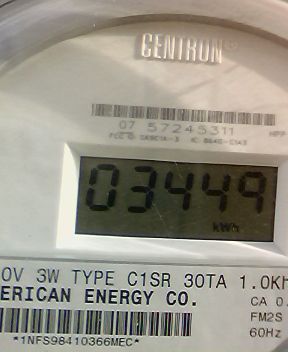 CENTRON®
07 57245311
03449
kWh
0V 3W TYPE C1SR 30TA 1.0Kh
ERICAN ENERGY CO. CA 0.
FM2S
60Hz
*1NFS98410366MEC*